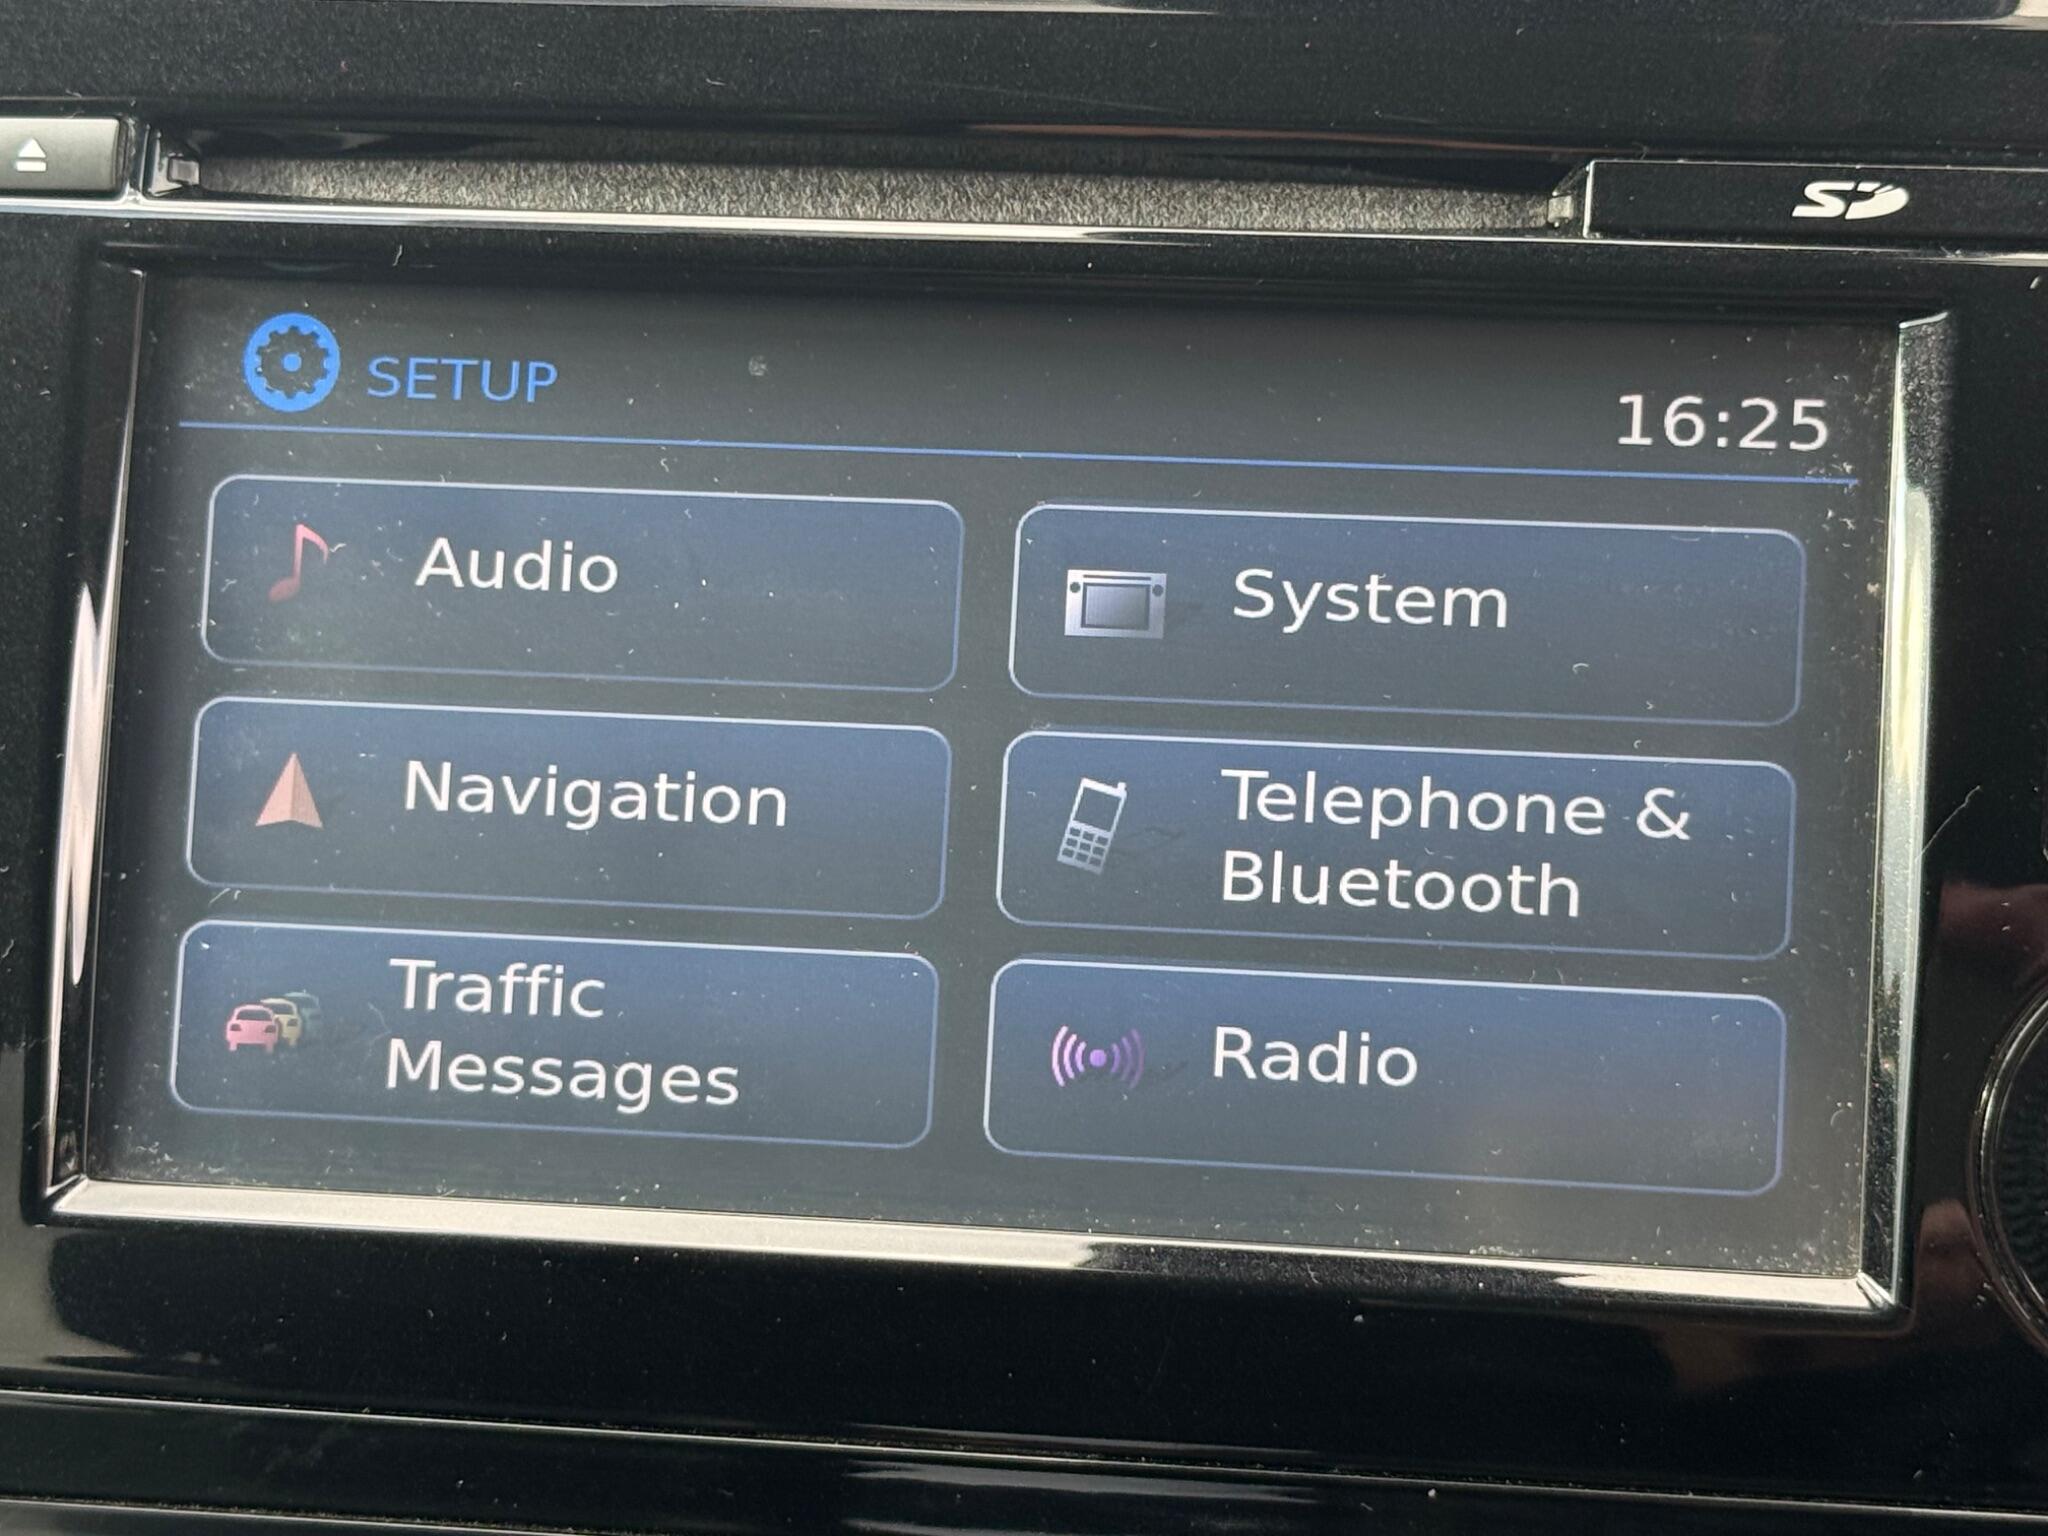 SD
SETUP
16:25
Audio
System
Navigation
Telephone &
Bluetooth
Traffic
Messages
Radio